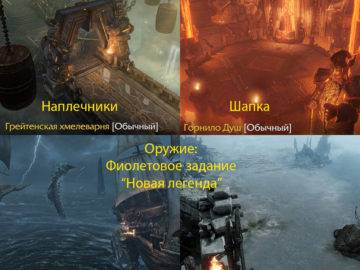 Наплечники
Шапка
Грейтенская хмелеварня [Обычный]
Горнило Душ [Обычный]
Оружие:
Фиолетовое задание
"Новая легенда"